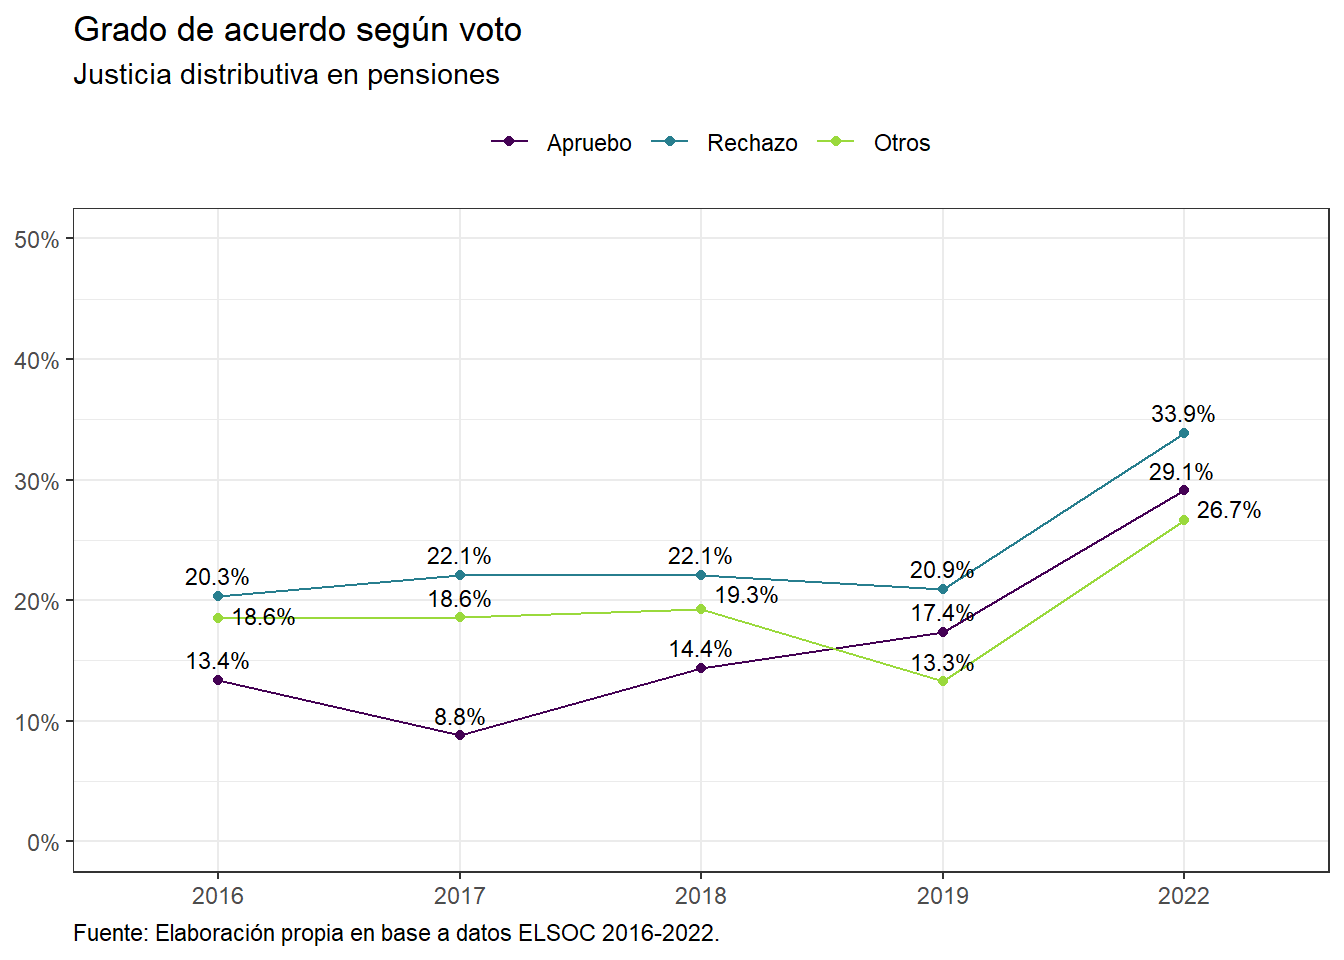 Grado de acuerdo según voto
Justicia distributiva en pensiones
Apruebo Rechazo Otros
50%
40%
33.9%
30%
29.1%
26.7%
22.1% 22.1%
20.3% 20.9%
20%
18.6% 18.6% 19.3% 17.4%
13.4% 14.4% 13.3%
10%
8.8%
0%
2016 2017 2018 2019 2022
Fuente: Elaboración propia en base a datos ELSOC 2016-2022.